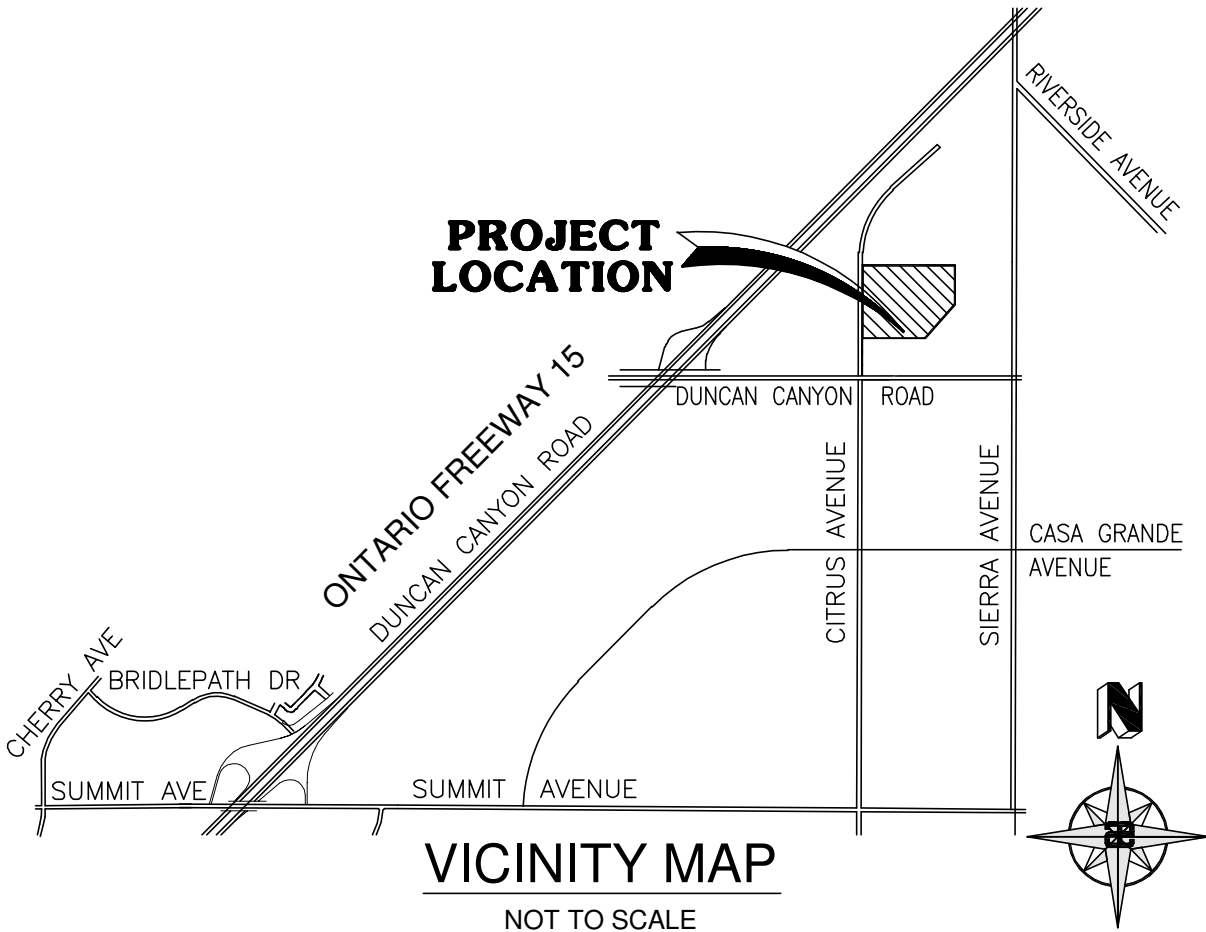 RIVERSIDE AVENUE
PROJECT
LOCATION
ONTARIO FREEWAY 15
DUNCAN CANYON ROAD
DUNCAN CANYON ROAD
CITRUS AVENUE
SIERRA AVENUE
CASA GRANDE
AVENUE
CHERRY AVE
BRIDLEPATH DR
SUMMIT AVE
SUMMIT AVENUE
N
VICINITY MAP
NOT TO SCALE